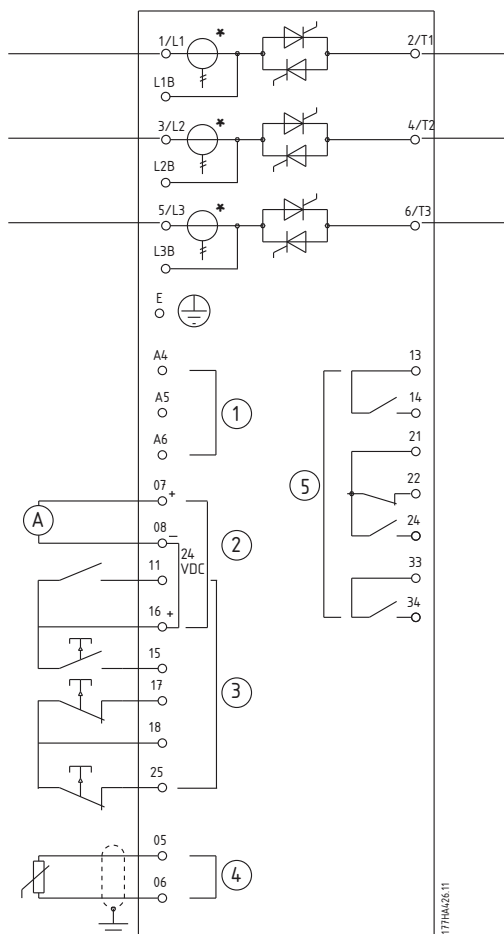 1/L1 * 2/T1
L1B
3/L2 * 4/T2
L2B
5/L3 * 6/T3
L3B
E
A4 13
A5 1 14
A6 21
07 + 5 22
A 08 – 2 24
24
VDC
11 33
16 + 34
15
17 3
18
25
05
4
06
177HA426.11